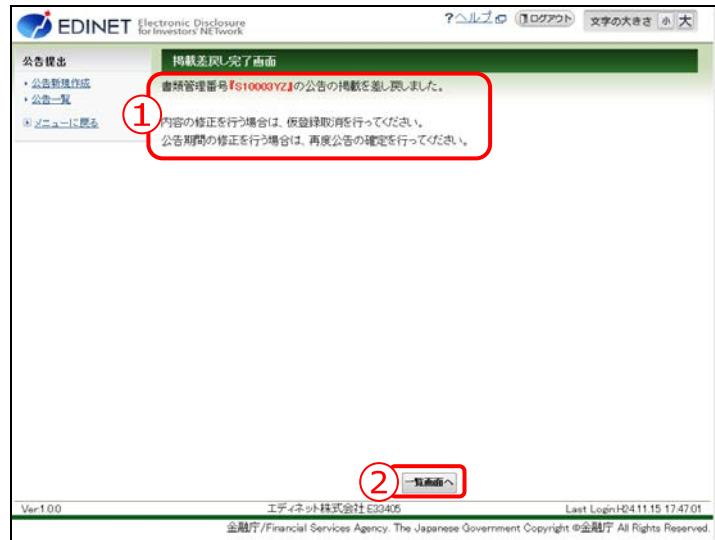 EDINET Electronic Disclosure for Investors' NETwork
?ヘルプ ログアウト 文字の大きさ 小 大
公告提出
・公告新規作成
・公告一覧
メニューに戻る
掲載差戻し完了画面
①
書類管理番号『S10003YZ』の公告の掲載を差し戻しました。
内容の修正を行う場合は、仮登録取消を行ってください。
公告期間の修正を行う場合は、再度公告の確定を行ってください。
②
一覧画面へ
Ver.1.0.0 エディネット株式会社 E33405 Last Login:H24.11.15 17:47:01
金融庁/Financial Services Agency. The Japanese Government Copyright ©金融庁 All Rights Reserved.